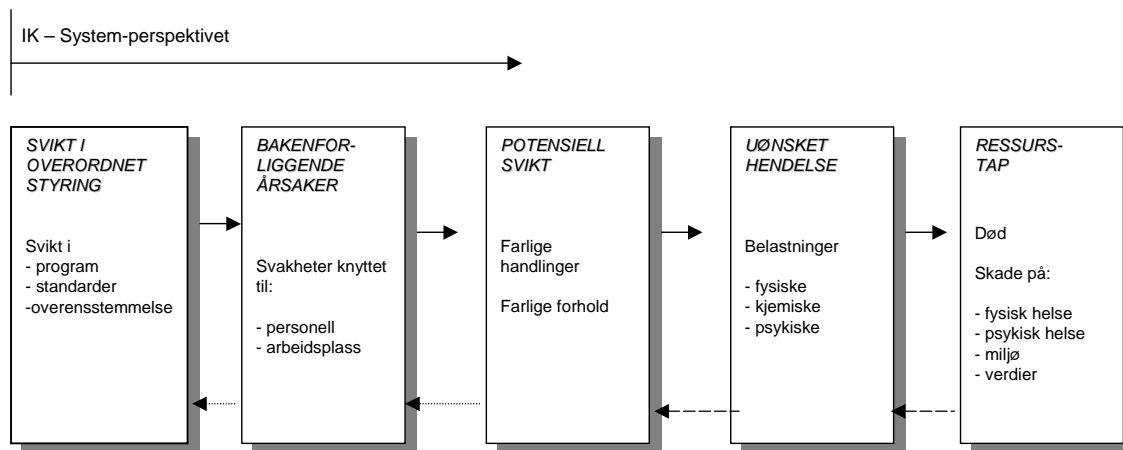 IK – System-perspektivet
SVIKT I
OVERORDNET
STYRING
Svikt i
- program
- standarder
-overensstemmelse
BAKENFOR-
LIGGENDE
ÅRSAKER
Svakheter knyttet
til:
- personell
- arbeidsplass
POTENSIELL
SVIKT
Farlige
handlinger
Farlige forhold
UØNSKET
HENDELSE
Belastninger
- fysiske
- kjemiske
- psykiske
RESSURS-
TAP
Død
Skade på:
- fysisk helse
- psykisk helse
- miljø
- verdier